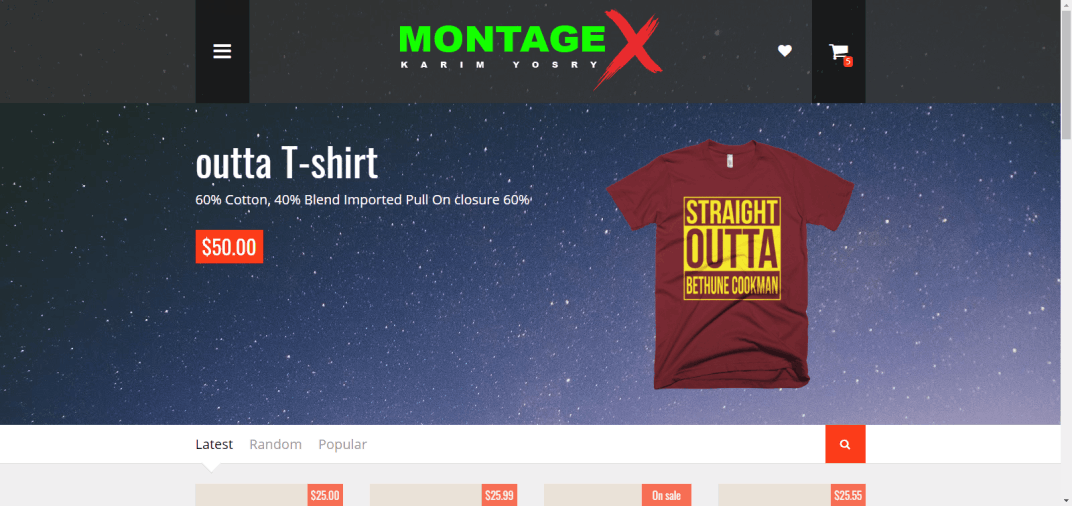 MONTAGE X
KARIM YOSRY
5
outta T-shirt
60% Cotton, 40% Blend Imported Pull On closure 60%
$50.00
STRAIGHT
OUTTA
BETHUNE COOKMAN
Latest Random Popular
$25.00 $25.99 On sale $25.55